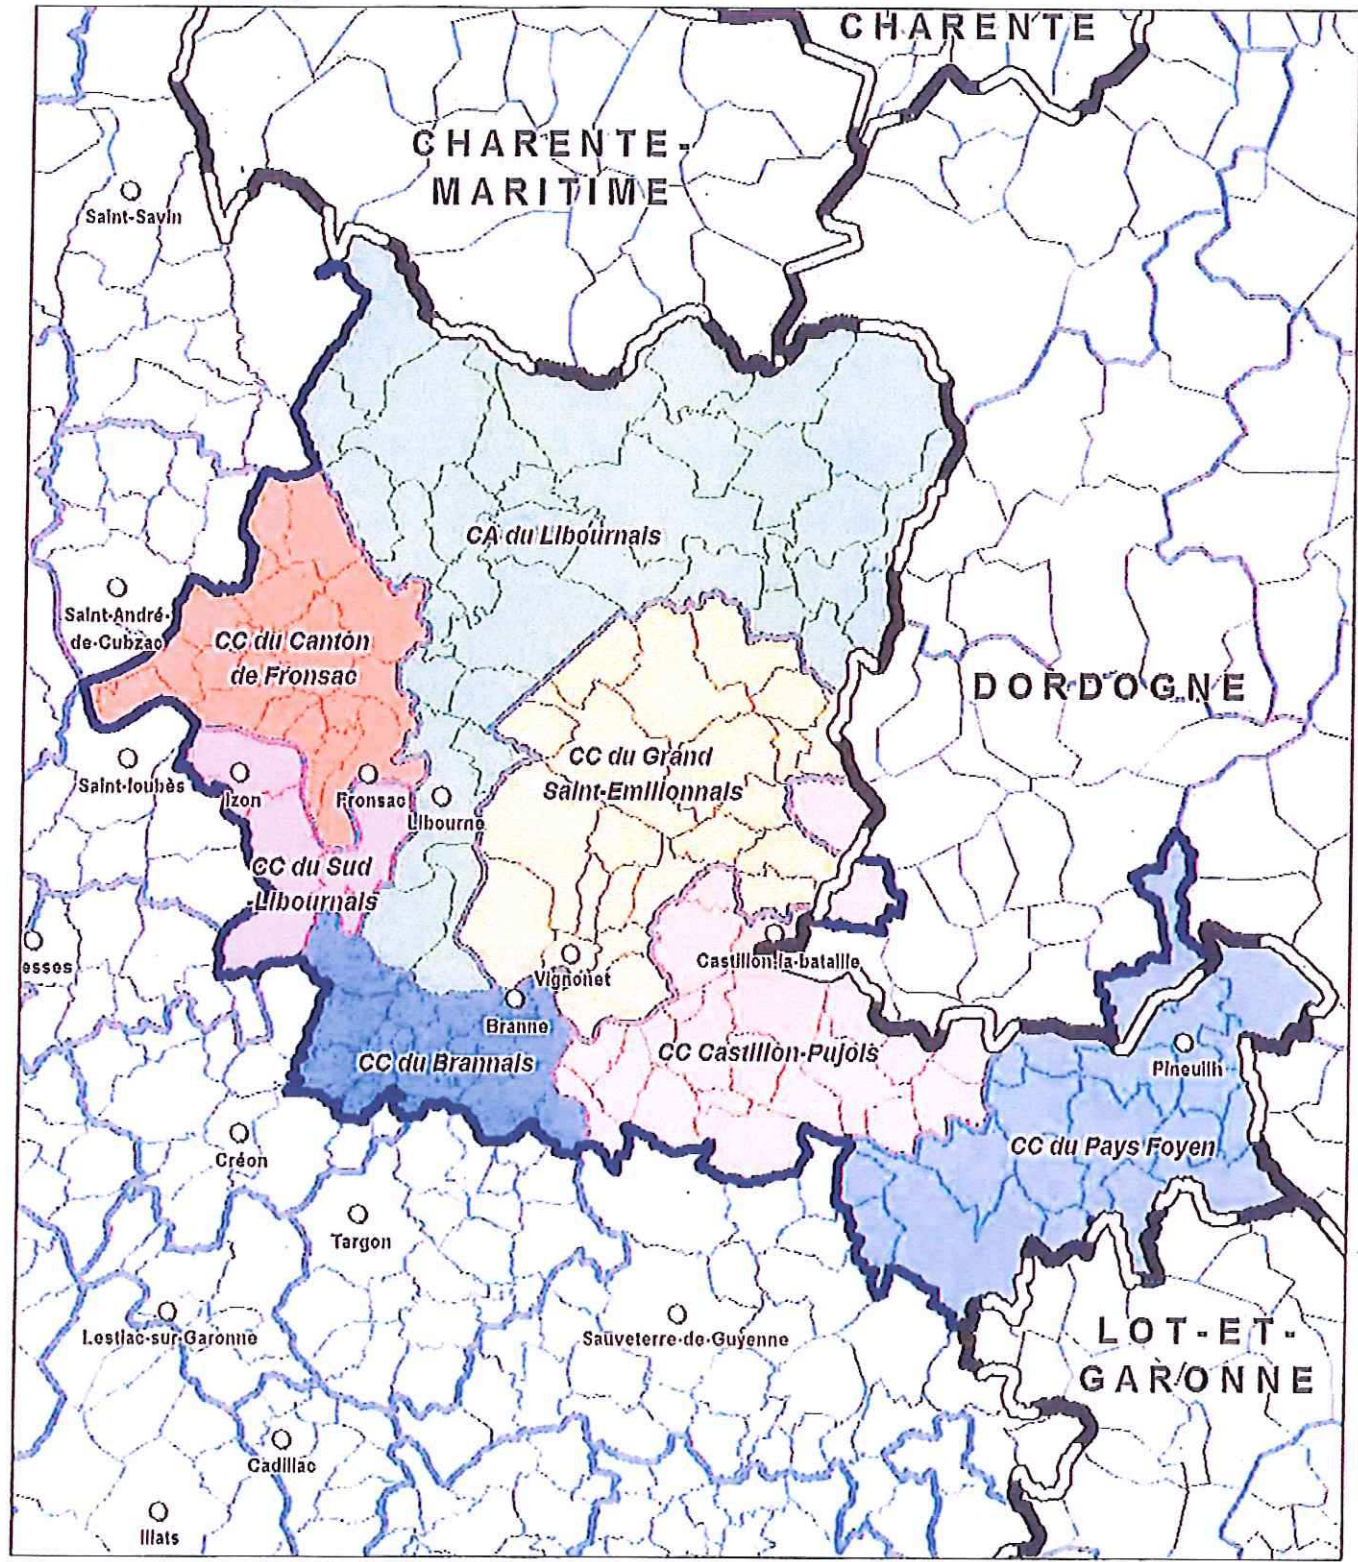 CHARENTE
CHARENTE-
MARITIME
Saint-Savin
CA du Libournais
Saint-André-
de-Cubzac
CC du Canton
de Fronsac
DORDOGNE
Saint-loubès
Izon
Fronsac
Libourne
CC du Grand
Saint-Emilionnais
CC du Sud
Libournais
essos
Castillon-la-bataille
Vignonet
Branne
CC du Brannais
CC Castillon-Pujols
Pineuilh
CC du Pays Foyen
Créon
Targon
Lestiac-sur-Garonne
Sauveterre-de-Guyenne
LOT-ET-
GARONNE
Cadillac
Illats